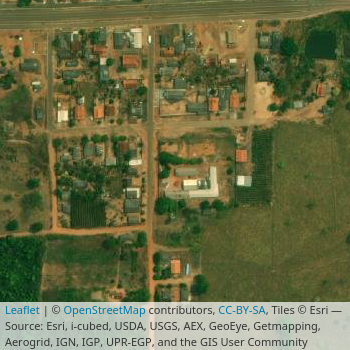 Leaflet | © OpenStreetMap contributors, CC-BY-SA, Tiles © Esri —
Source: Esri, i-cubed, USDA, USGS, AEX, GeoEye, Getmapping,
Aerogrid, IGN, IGP, UPR-EGP, and the GIS User Community